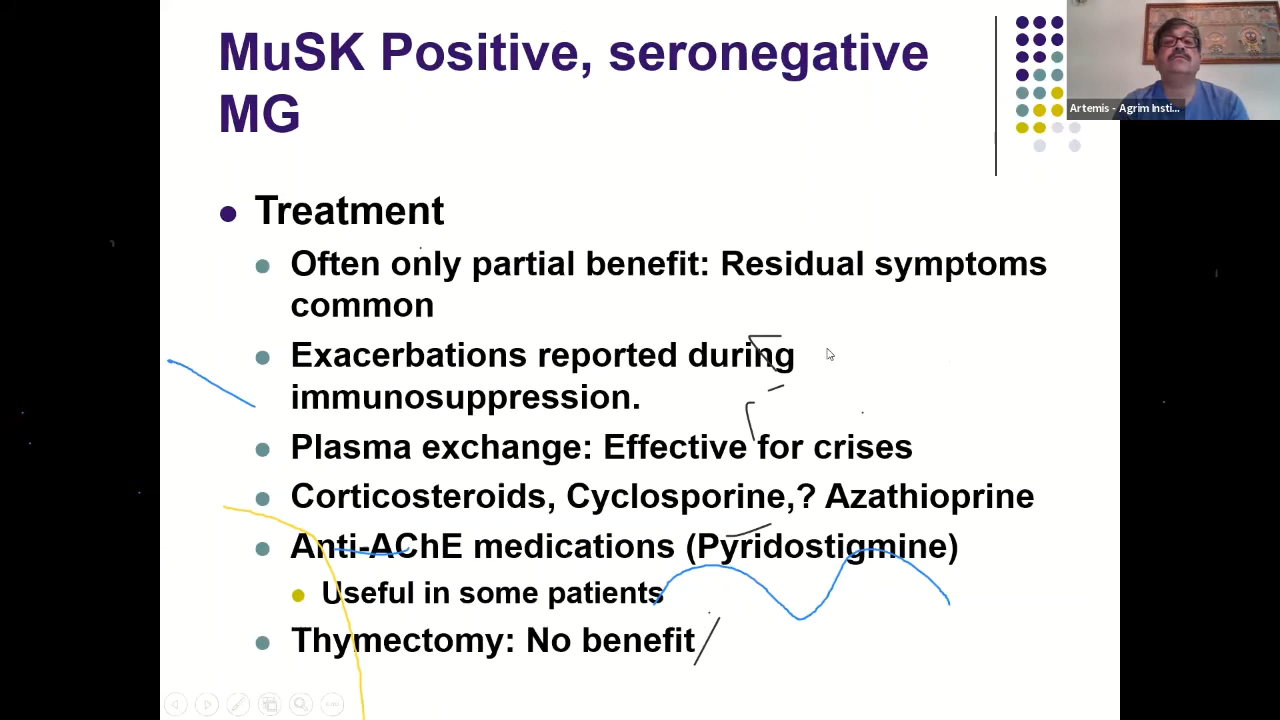 MuSK Positive, seronegative
MG
Artemis - Agrim Insti...
Treatment
Often only partial benefit: Residual symptoms
common
Exacerbations reported during
immunosuppression.
Plasma exchange: Effective for crises
Corticosteroids, Cyclosporine,? Azathioprine
Anti-AChE medications (Pyridostigmine)
Useful in some patients
Thymectomy: No benefit